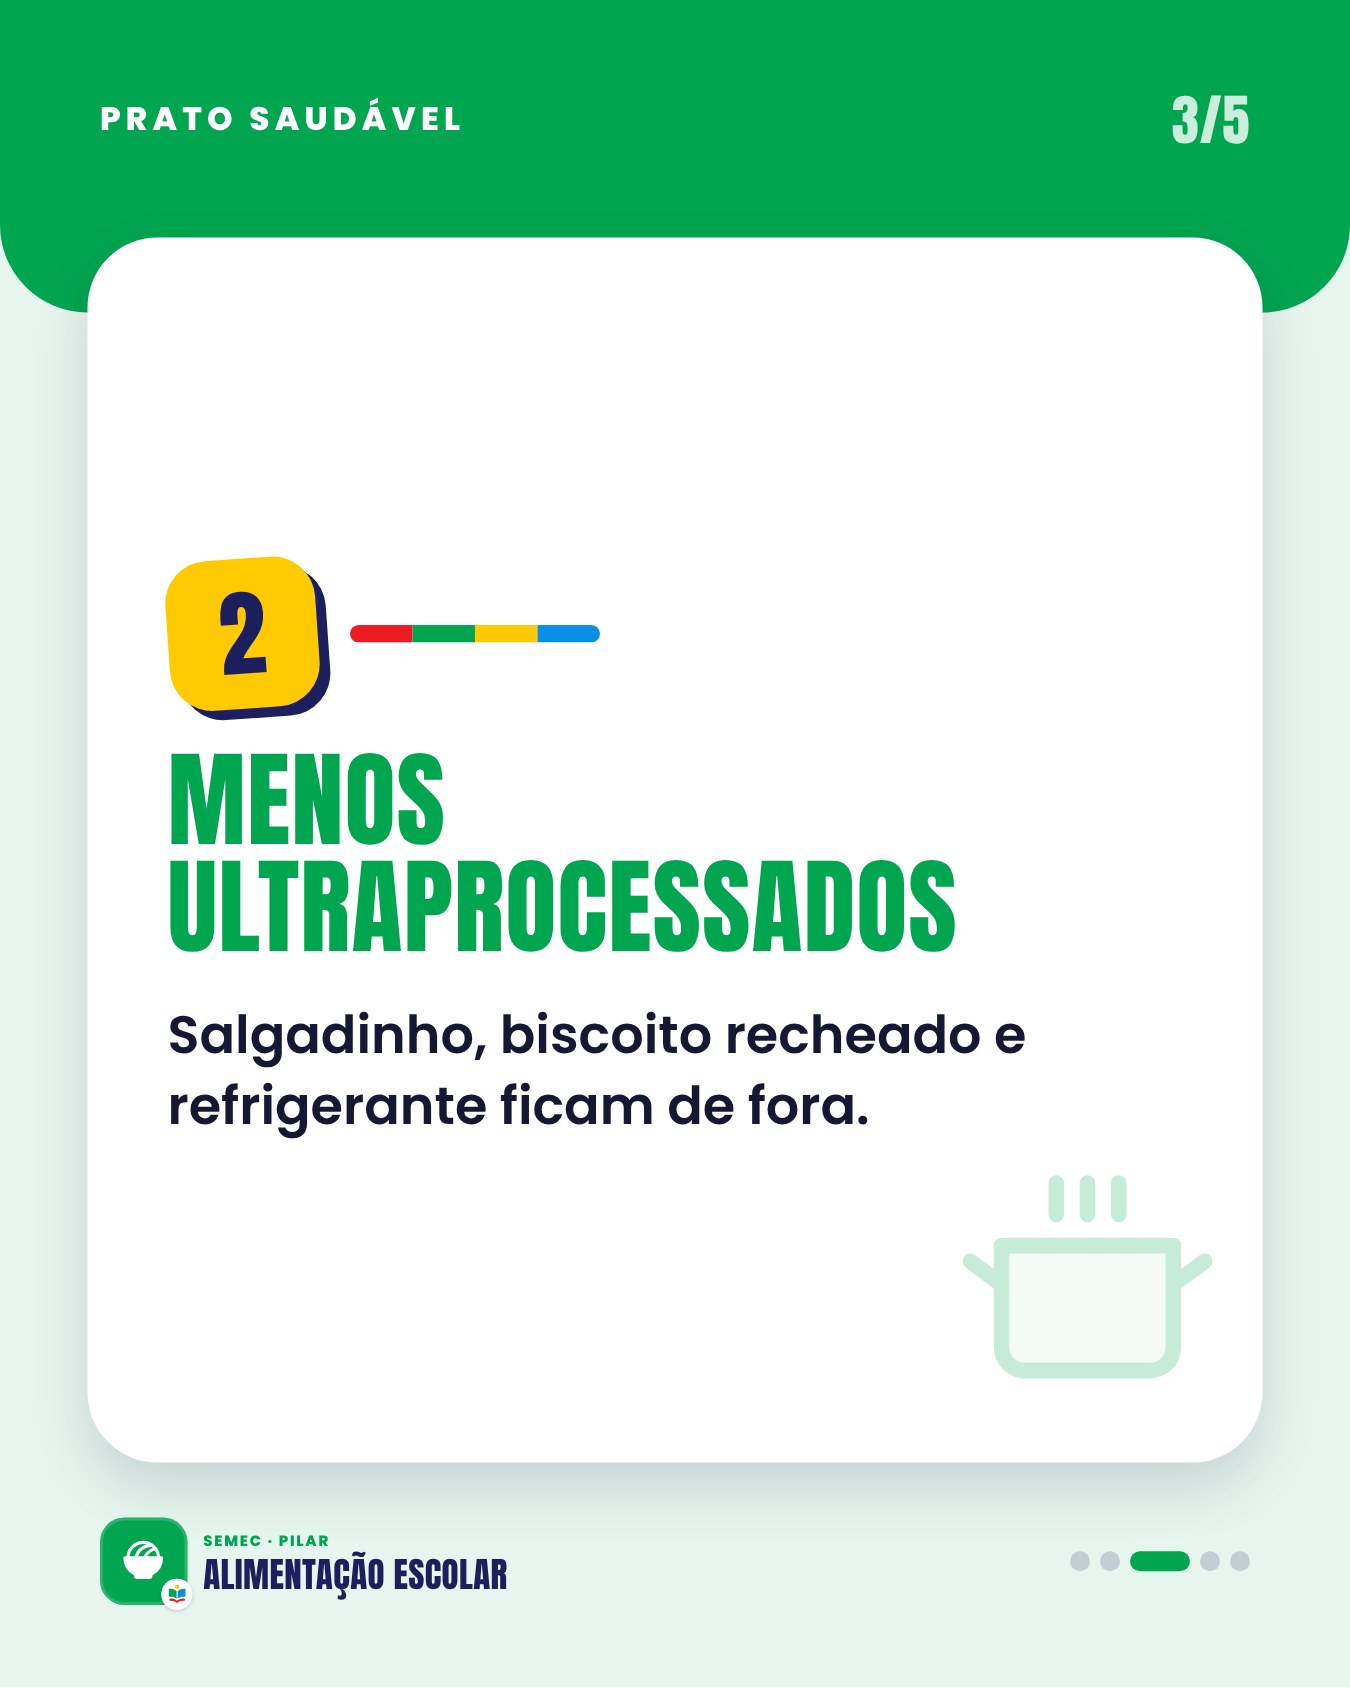 PRATO SAUDÁVEL
3/5
2
MENOS
ULTRAPROCESSADOS
Salgadinho, biscoito recheado e
refrigerante ficam de fora.
SEMEC · PILAR
ALIMENTAÇÃO ESCOLAR